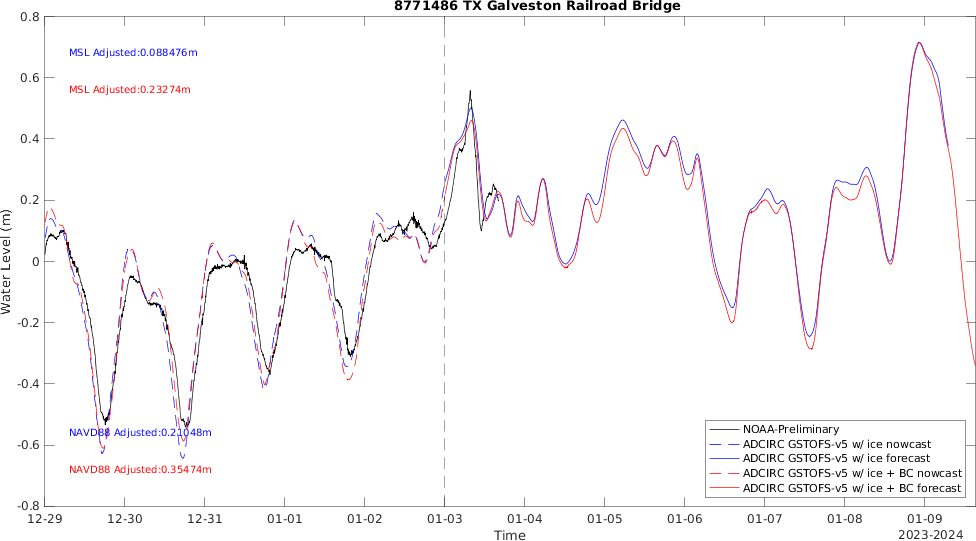 8771486 TX Galveston Railroad Bridge
0.8
0.6
0.4
0.2
0
-0.2
-0.4
-0.6
-0.8
Water Level (m)
MSL Adjusted:0.088476m
MSL Adjusted:0.23274m
NAVD88 Adjusted:0.21048m
NAVD88 Adjusted:0.35474m
NOAA-Preliminary
ADCIRC GSTOFS-v5 w/ ice nowcast
ADCIRC GSTOFS-v5 w/ ice forecast
ADCIRC GSTOFS-v5 w/ ice + BC nowcast
ADCIRC GSTOFS-v5 w/ ice + BC forecast
12-29 12-30 12-31 01-01 01-02 01-03 01-04 01-05 01-06 01-07 01-08 01-09
Time
2023-2024